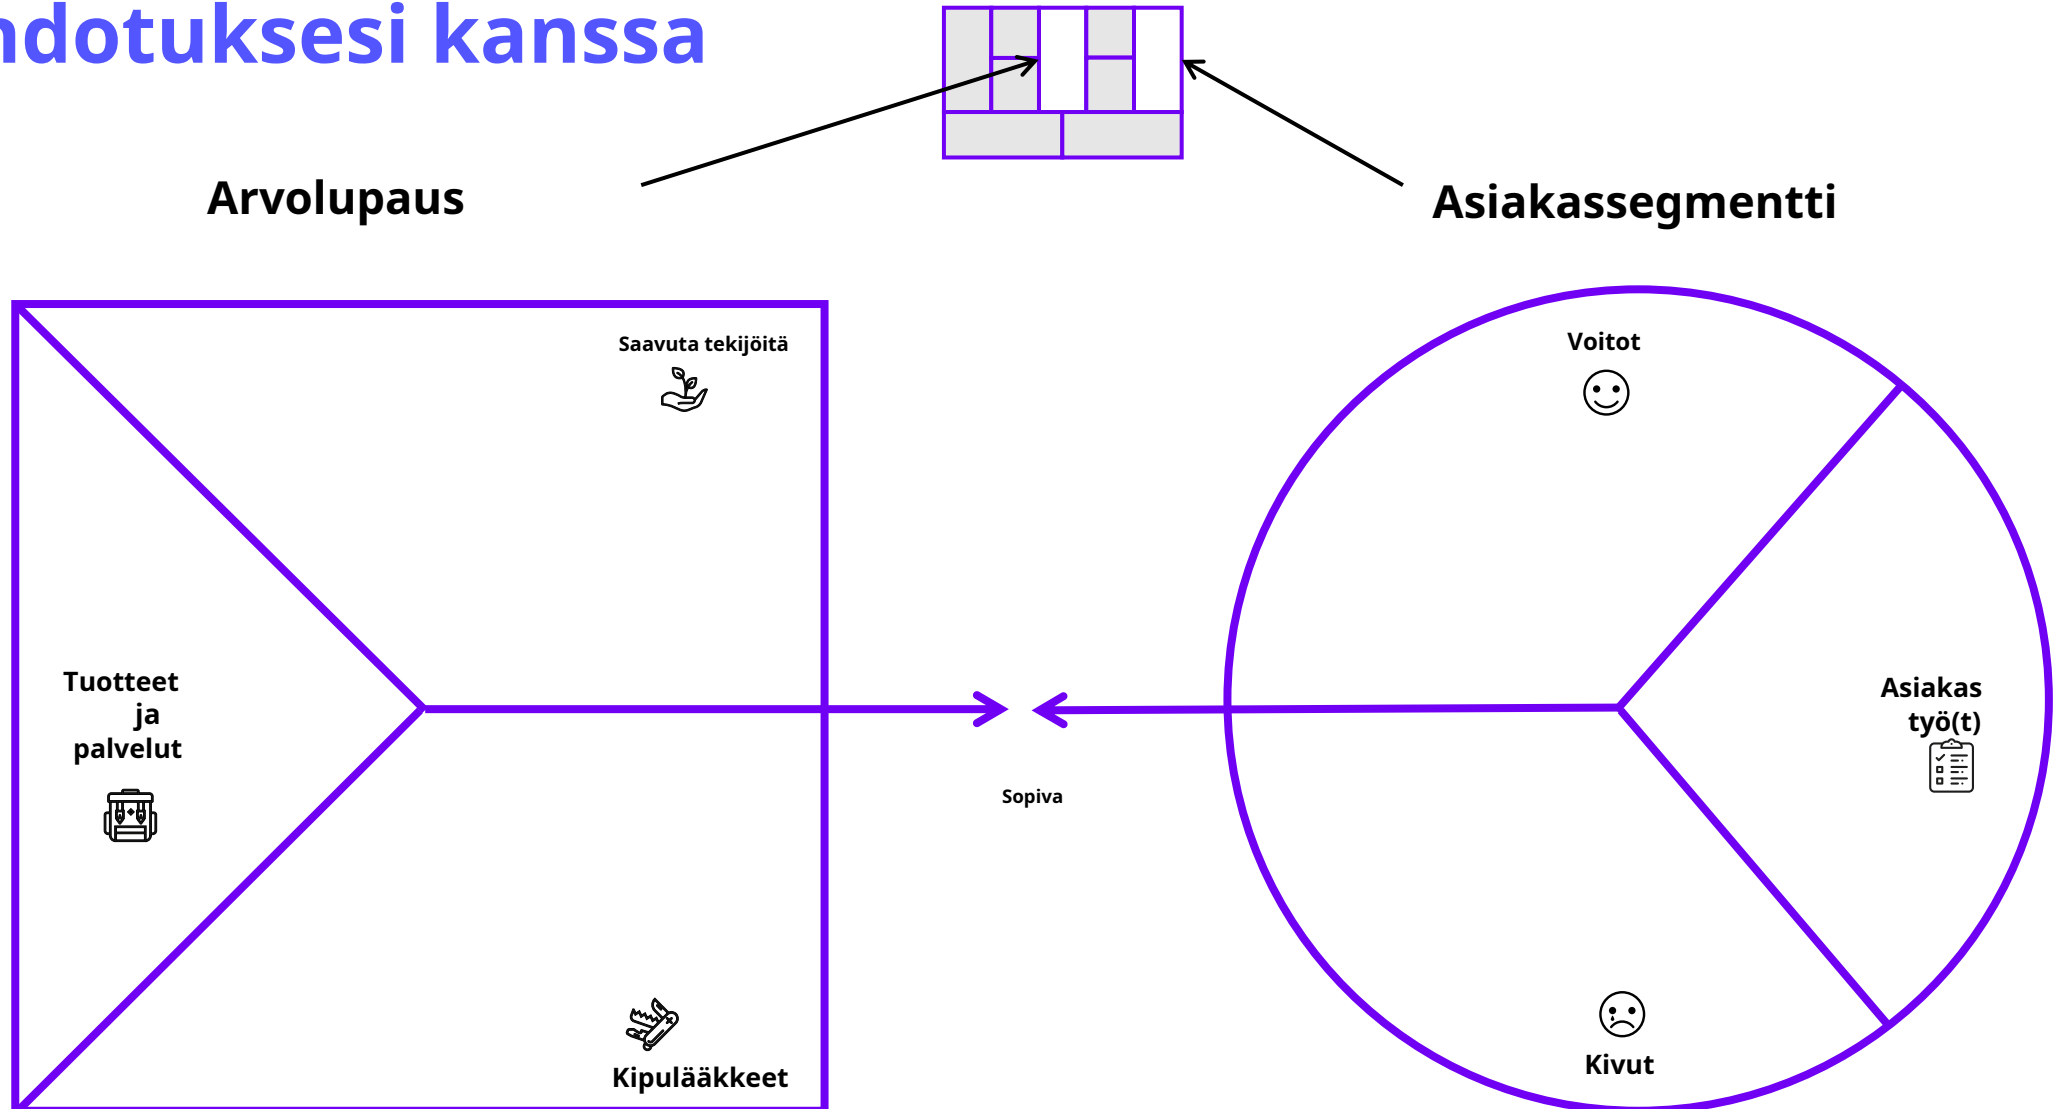 ndotuksesi kanssa
Arvolupaus
Asiakassegmentti
Saavuta tekijöitä
Voitot
Tuotteet
ja
palvelut
Asiakas
työ(t)
Sopiva
Kipulääkkeet
Kivut